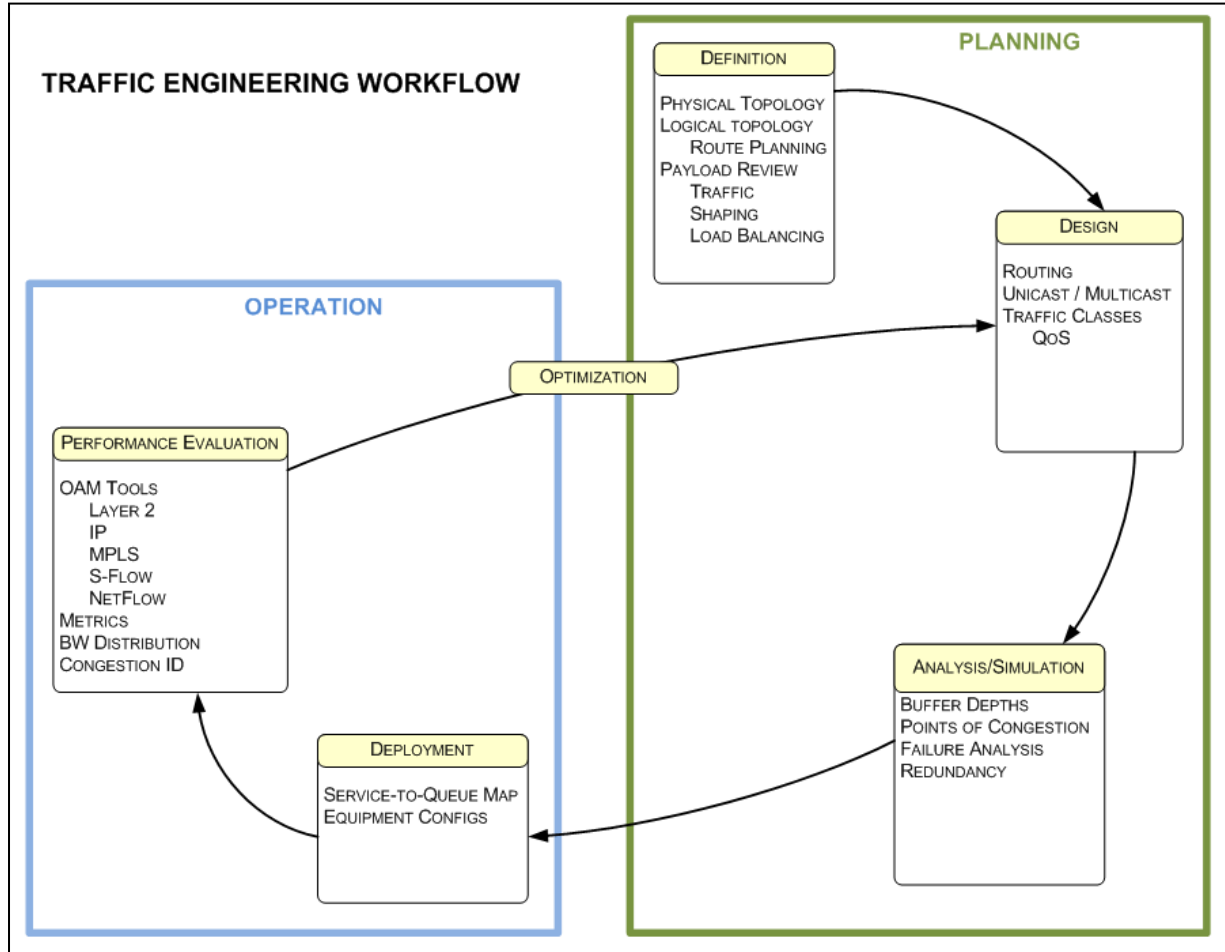 TRAFFIC ENGINEERING WORKFLOW
PLANNING
DEFINITION
PHYSICAL TOPOLOGY
LOGICAL TOPOLOGY
ROUTE PLANNING
PAYLOAD REVIEW
TRAFFIC
SHAPING
LOAD BALANCING
DESIGN
ROUTING
UNICAST / MULTICAST
TRAFFIC CLASSES
QOS
ANALYSIS/SIMULATION
BUFFER DEPTHS
POINTS OF CONGESTION
FAILURE ANALYSIS
REDUNDANCY
OPERATION
OPTIMIZATION
PERFORMANCE EVALUATION
OAM TOOLS
LAYER 2
IP
MPLS
S-FLOW
NETFLOW
METRICS
BW DISTRIBUTION
CONGESTION ID
DEPLOYMENT
SERVICE-TO-QUEUE MAP
EQUIPMENT CONFIGS